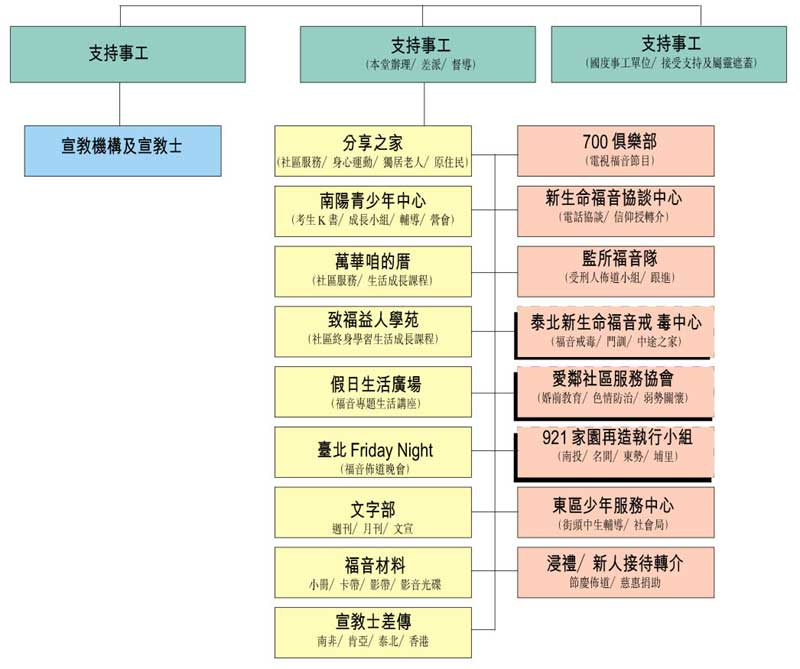 支持事工
支持事工
(本堂辦理/ 差派/ 督導)
支持事工
(國度事工單位/ 接受支持及屬靈遮蓋)
宣教機構及宣教士
分享之家
(社區服務/ 身心運動/ 獨居老人/ 原住民)
南陽青少年中心
(考生K書/ 成長小組/ 輔導/ 營會)
萬華咱的厝
(社區服務/ 生活成長課程)
致福益人學苑
(社區終身學習生活成長課程)
假日生活廣場
(福音專題生活講座)
臺北 Friday Night
(福音佈道晚會)
文字部
週刊/ 月刊/ 文宣
福音材料
小冊/ 卡帶/ 影帶/ 影音光碟
宣教士差傳
南非/ 肯亞/ 泰北/ 香港
700 俱樂部
(電視福音節目)
新生命福音協談中心
(電話協談/ 信仰授轉介)
監所福音隊
(受刑人佈道小組/ 跟進)
泰北新生命福音戒 毒中心
(福音戒毒/ 門訓/ 中途之家)
愛鄰社區服務協會
(婚前教育/ 色情防治/ 弱勢關懷)
921 家園再造執行小組
(南投/ 名間/ 東勢/ 埔里)
東區少年服務中心
(街頭中生輔導/ 社會局)
浸禮/ 新人接待轉介
節慶佈道/ 慈惠捐助